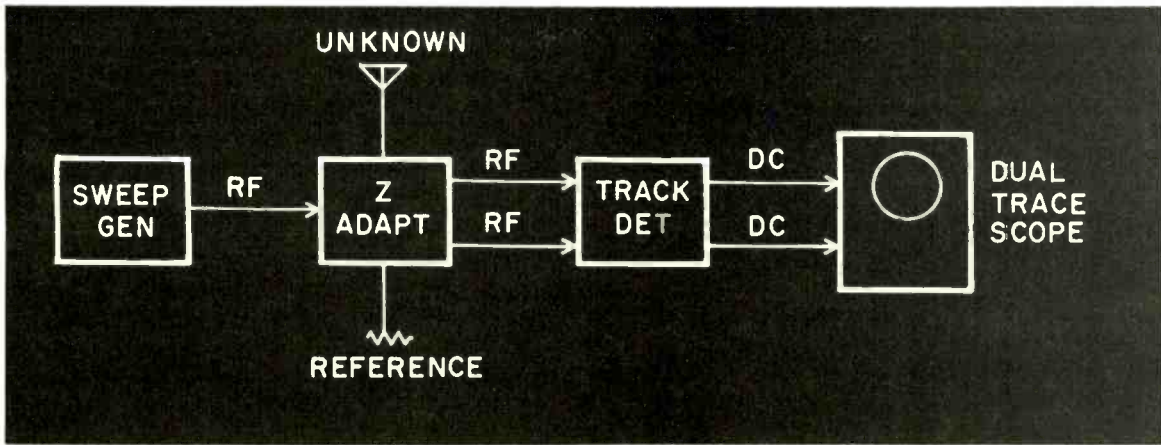 UNKNOWN
SWEEP
GEN
RF
Z
ADAPT
RF
RF
TRACK
DET
DC
DC
DUAL
TRACE
SCOPE
REFERENCE